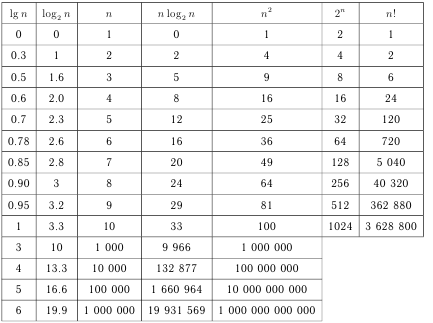 lg n log₂ n n n log₂ n n² 2ⁿ n!
0 0 1 0 1 2 1
0.3 1 2 2 4 4 2
0.5 1.6 3 5 9 8 6
0.6 2.0 4 8 16 16 24
0.7 2.3 5 12 25 32 120
0.78 2.6 6 16 36 64 720
0.85 2.8 7 20 49 128 5 040
0.90 3 8 24 64 256 40 320
0.95 3.2 9 29 81 512 362 880
1 3.3 10 33 100 1024 3 628 800
3 10 1 000 9 966 1 000 000
4 13.3 10 000 132 877 100 000 000
5 16.6 100 000 1 660 964 10 000 000 000
6 19.9 1 000 000 19 931 569 1 000 000 000 000